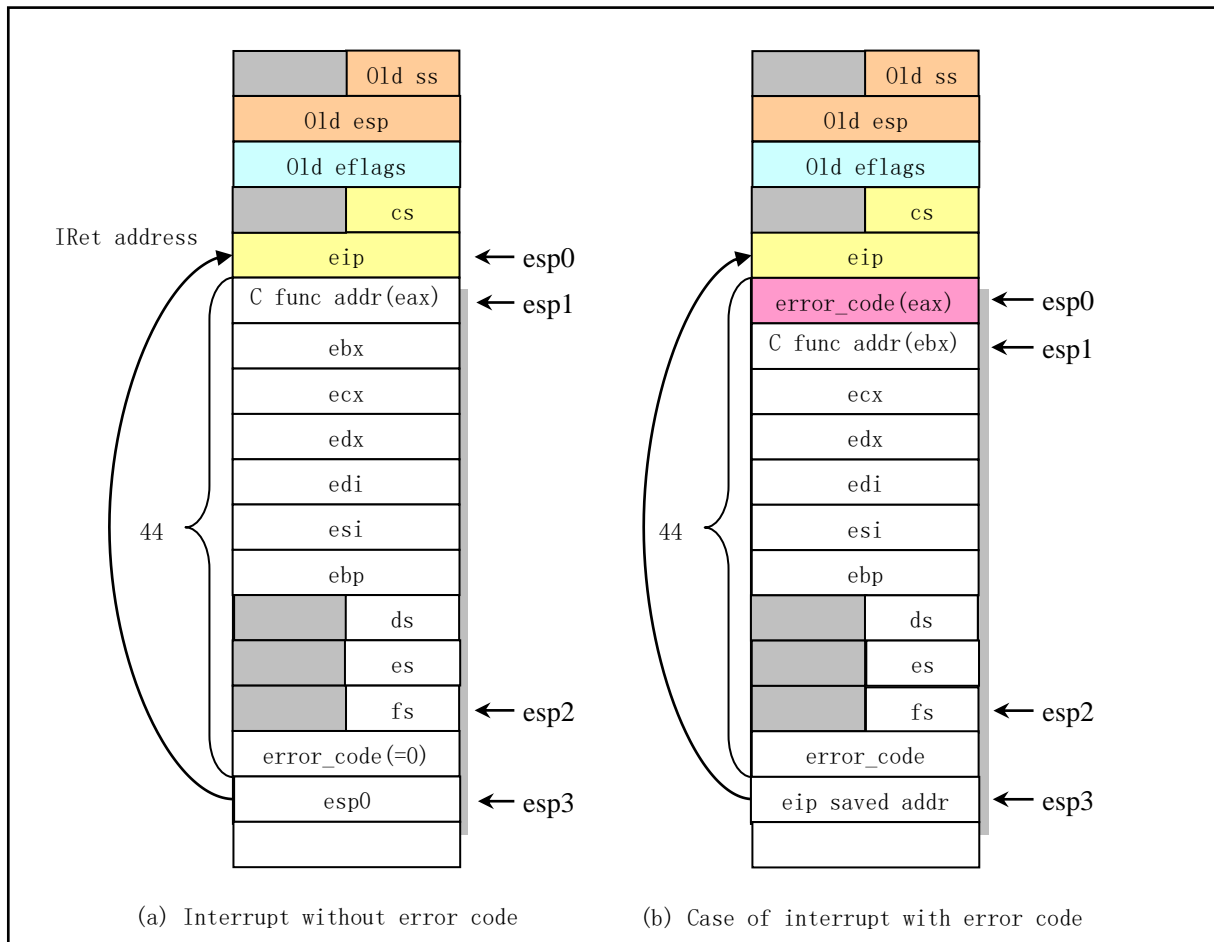 Old ss
Old esp
Old eflags
cs
IRet address
eip
esp0
C func addr(eax)
esp1
ebx
ecx
edx
edi
44
esi
ebp
ds
es
fs
esp2
error_code(=0)
esp0
esp3
(a) Interrupt without error code
Old ss
Old esp
Old eflags
cs
eip
error_code(eax)
esp0
C func addr(ebx)
esp1
ecx
edx
edi
44
esi
ebp
ds
es
fs
esp2
error_code
eip saved addr
esp3
(b) Case of interrupt with error code